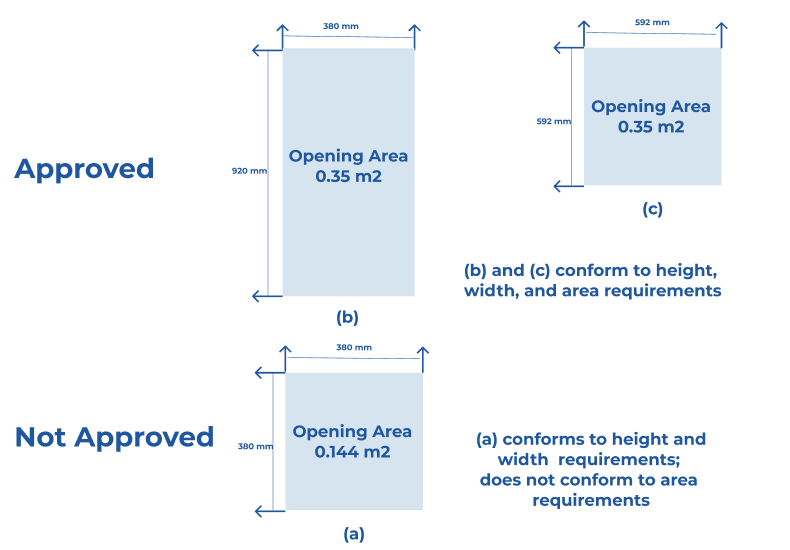 Approved
380 mm
920 mm
Opening Area
0.35 m2
(b)
592 mm
592 mm
Opening Area
0.35 m2
(c)
(b) and (c) conform to height,
width, and area requirements
Not Approved
380 mm
380 mm
Opening Area
0.144 m2
(a)
(a) conforms to height and
width  requirements;
does not conform to area
requirements